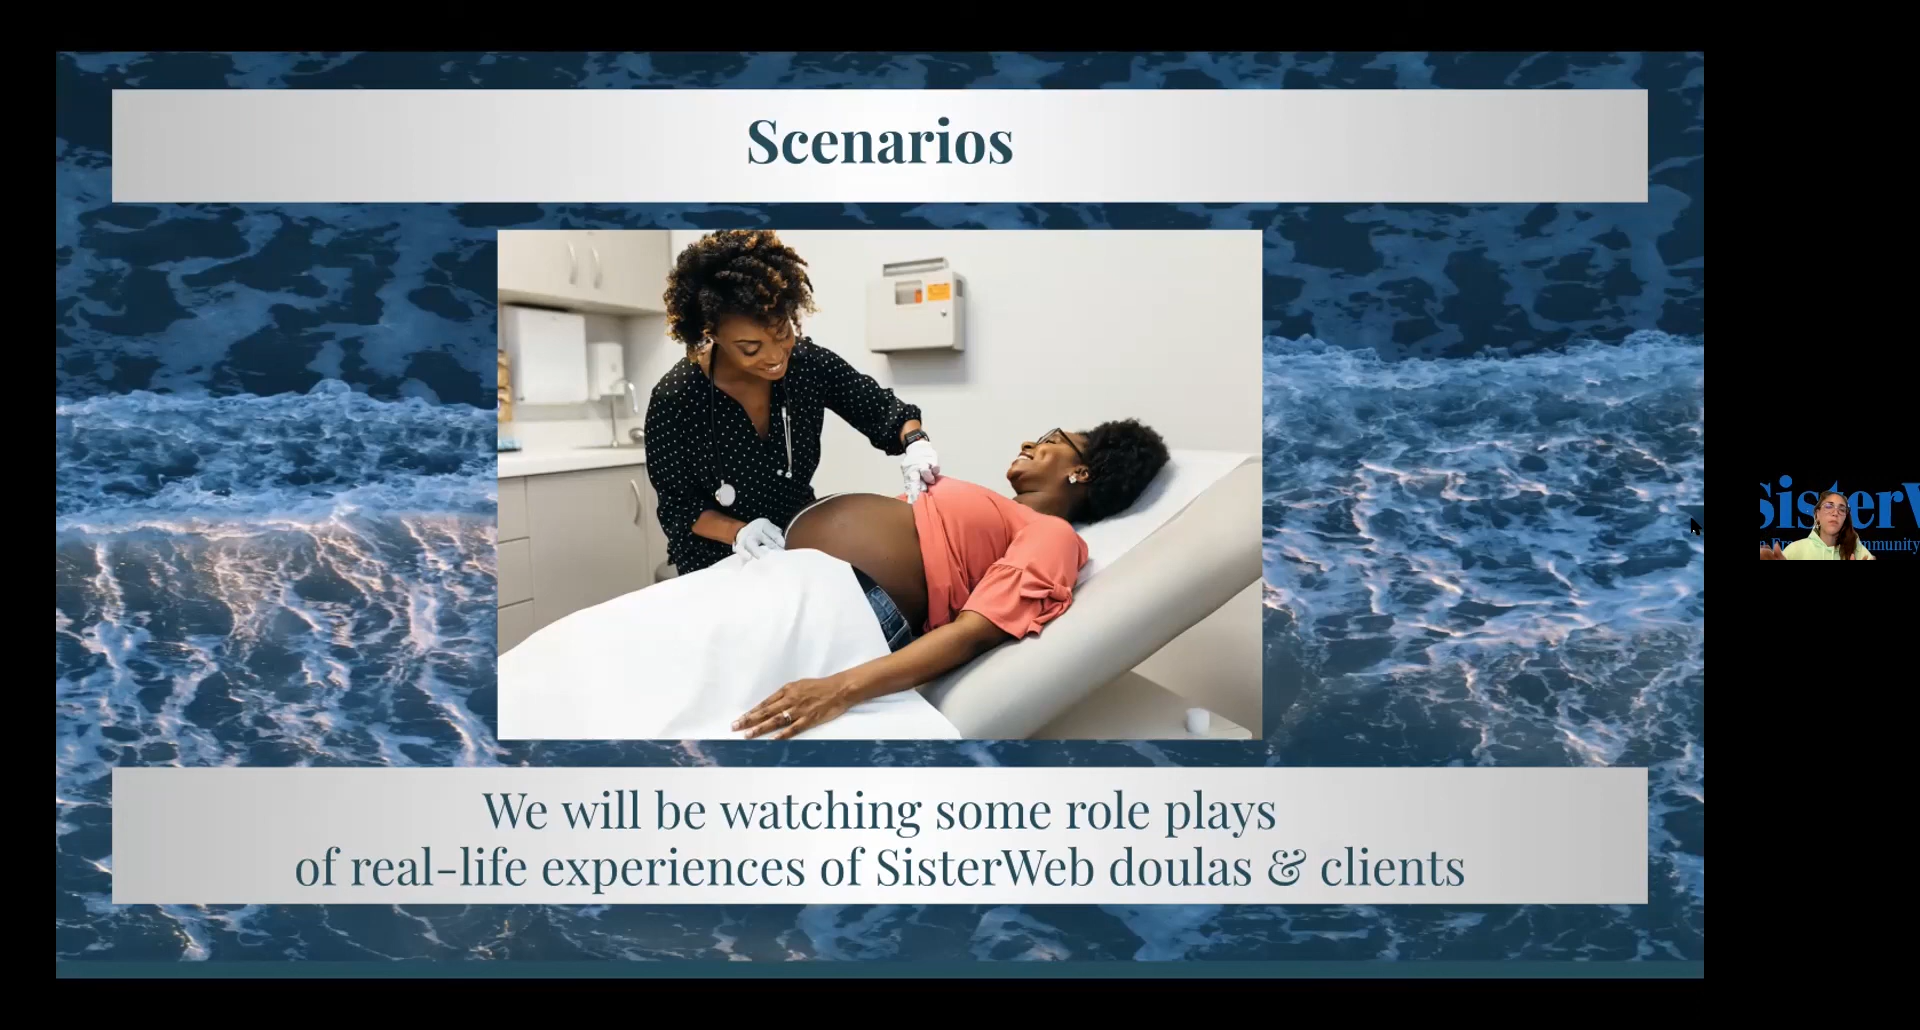 Scenarios
We will be watching some role plays
of real-life experiences of SisterWeb doulas & clients